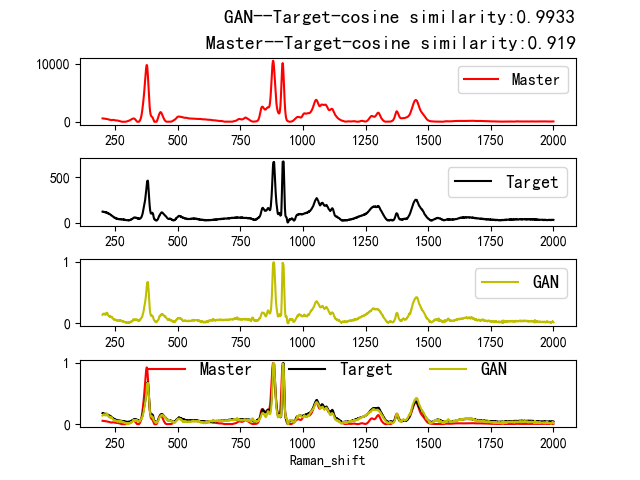 GAN--Target-cosine similarity:0.9933
Master--Target-cosine similarity:0.919
10000
0
Master
250 500 750 1000 1250 1500 1750 2000
500
0
Target
250 500 750 1000 1250 1500 1750 2000
1
0
GAN
250 500 750 1000 1250 1500 1750 2000
1
0
Master Target GAN
250 500 750 1000 1250 1500 1750 2000
Raman_shift